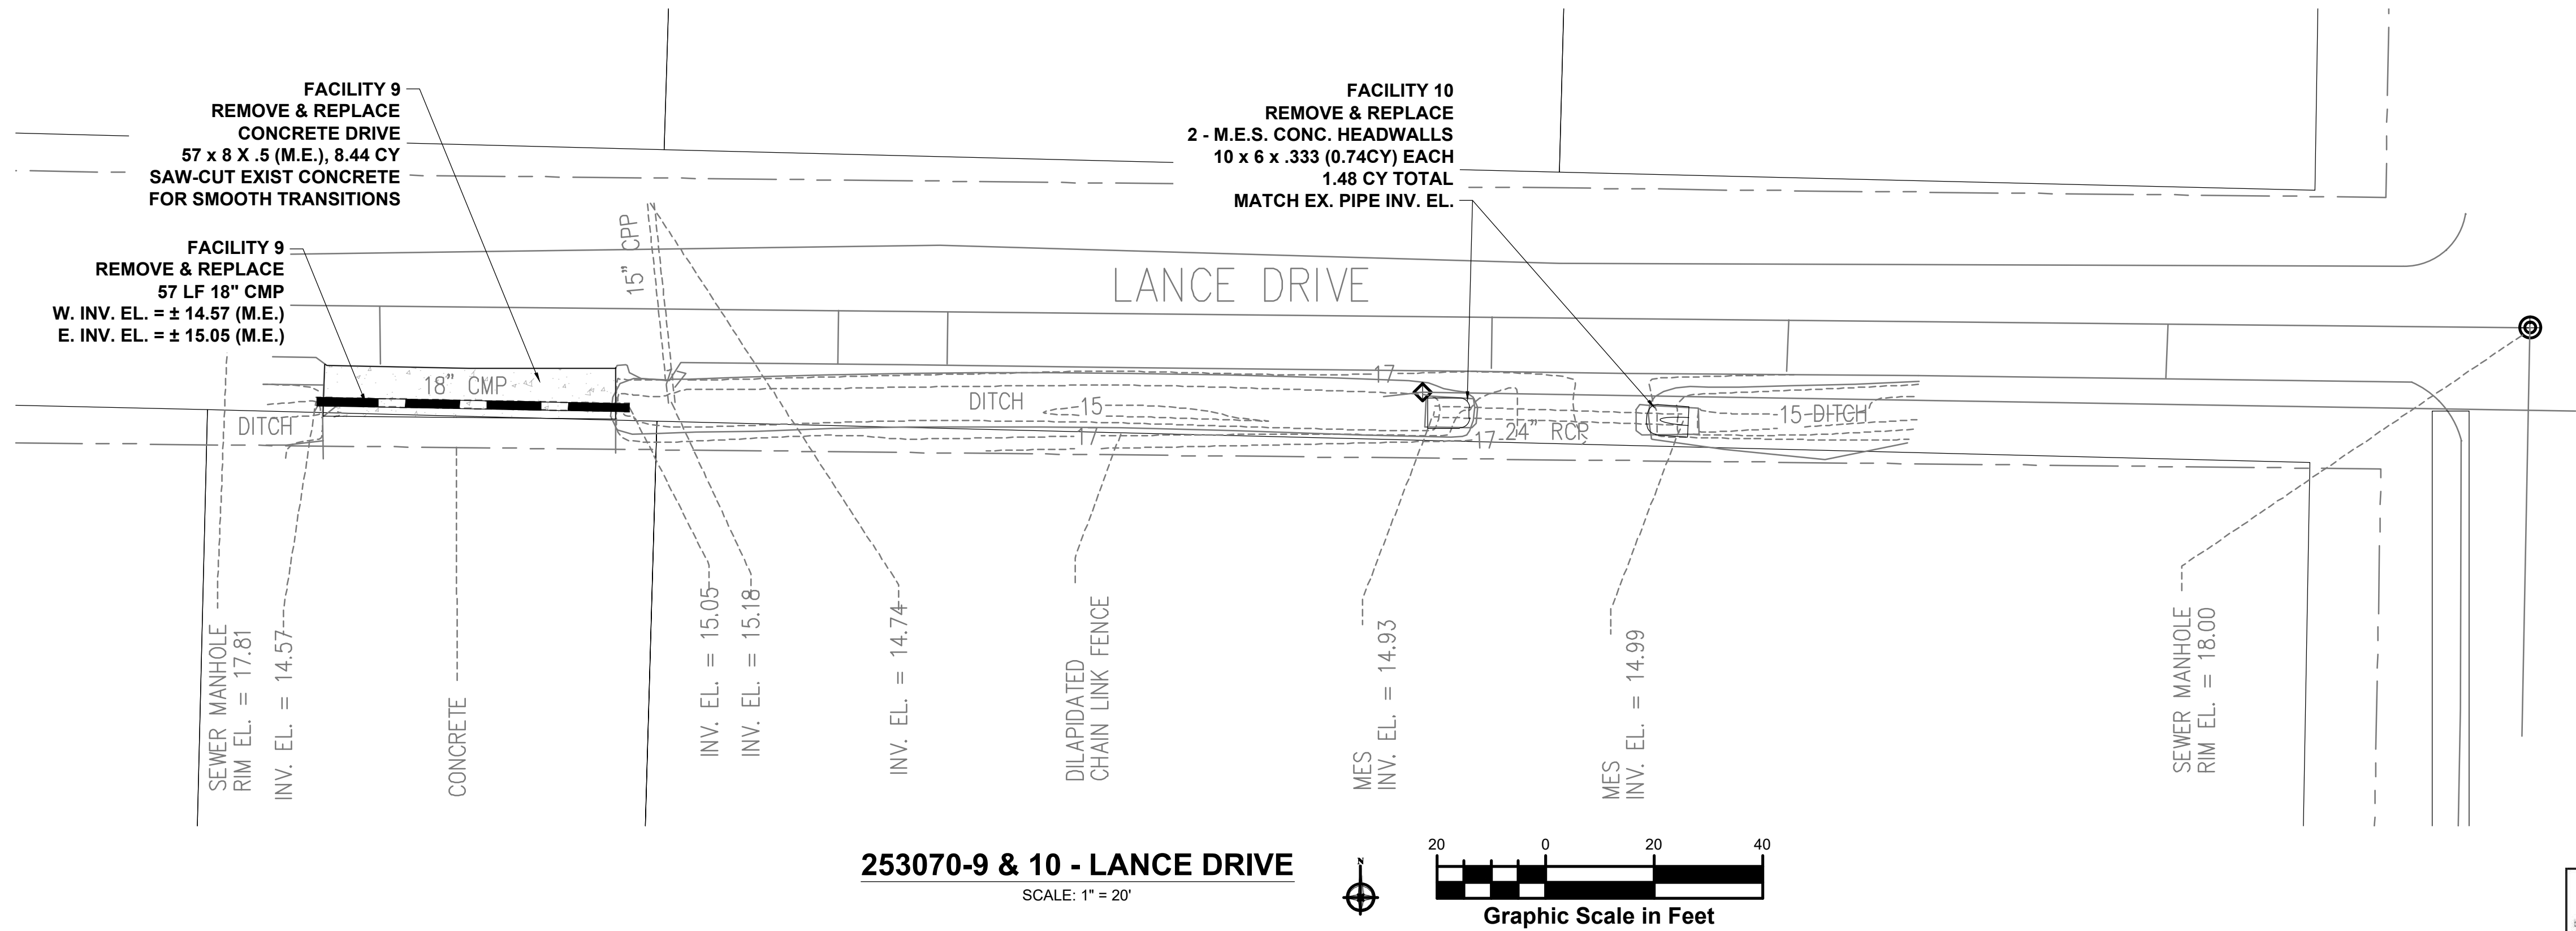 FACILITY 9
REMOVE & REPLACE
CONCRETE DRIVE
57 x 8 X .5 (M.E.), 8.44 CY
SAW-CUT EXIST CONCRETE
FOR SMOOTH TRANSITIONS
FACILITY 10
REMOVE & REPLACE
2 - M.E.S. CONC. HEADWALLS
10 x 6 x .333 (0.74CY) EACH
1.48 CY TOTAL
MATCH EX. PIPE INV. EL.
FACILITY 9
REMOVE & REPLACE
57 LF 18" CMP
W. INV. EL. = ± 14.57 (M.E.)
E. INV. EL. = ± 15.05 (M.E.)
15" CPP
LANCE DRIVE
18" CMP
DITCH
DITCH
15
17
17
17
24" RCP
15 DITCH
SEWER MANHOLE
RIM EL. = 17.81
INV. EL. = 14.57
CONCRETE
INV. EL. = 15.05
INV. EL. = 15.18
INV. EL. = 14.74
DILAPIDATED
CHAIN LINK FENCE
MES
INV. EL. = 14.93
MES
INV. EL. = 14.99
SEWER MANHOLE
RIM EL. = 18.00
253070-9 & 10 - LANCE DRIVE
SCALE: 1" = 20'
N
20 0 20 40
Graphic Scale in Feet